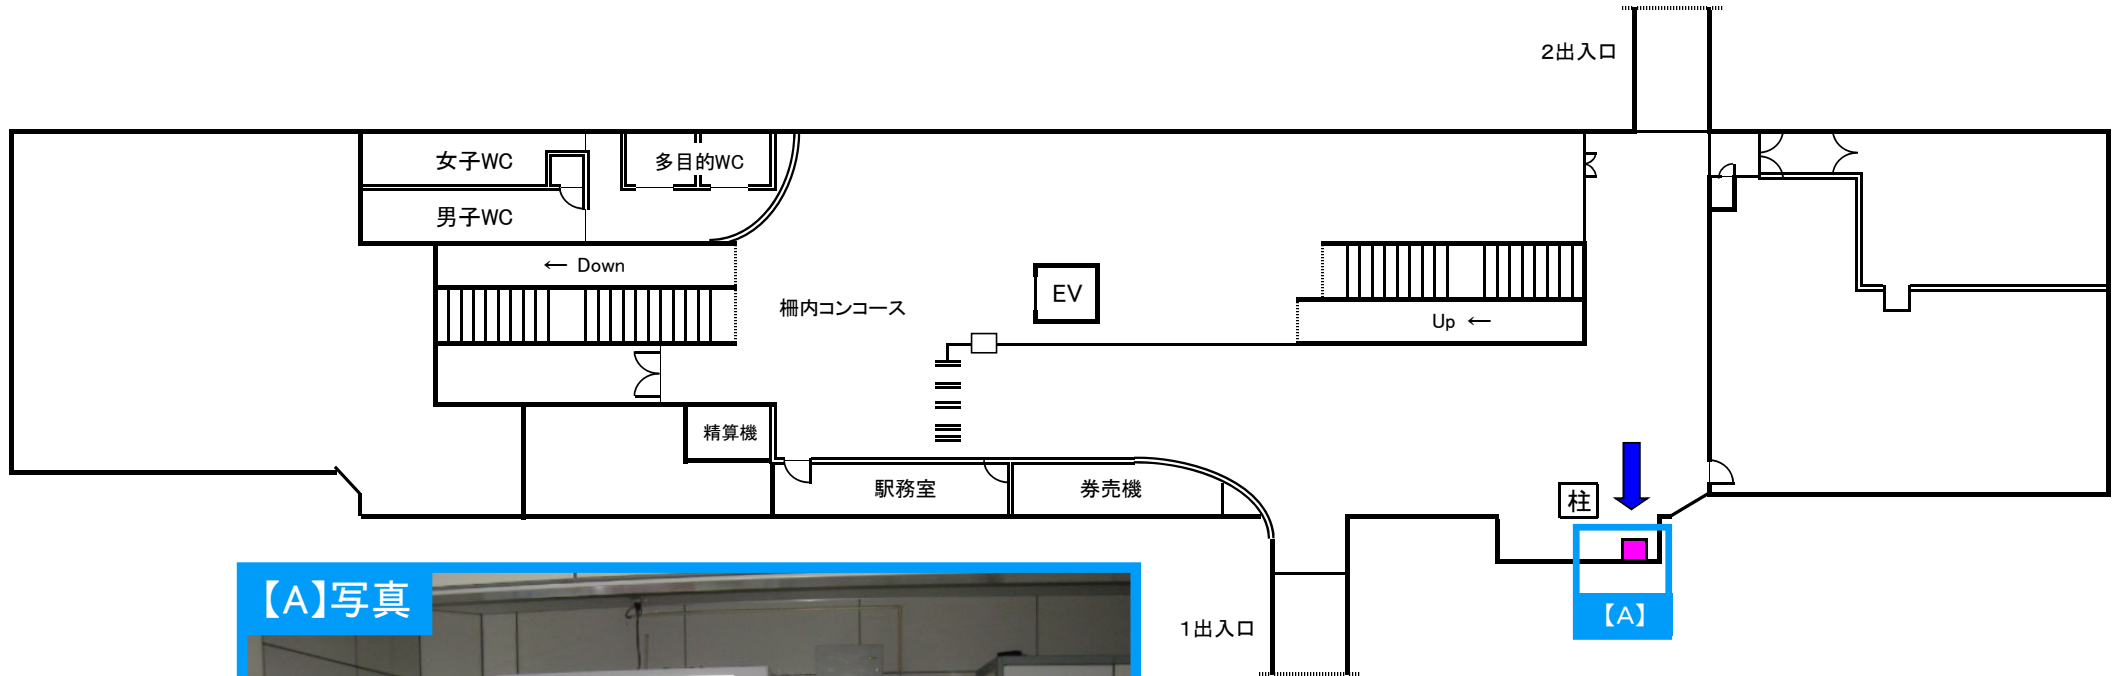 2出入口
女子WC
多目的WC
男子WC
← Down
柵内コンコース
EV
Up ←
精算機
駅務室
券売機
柱
【A】
【A】写真
1出入口